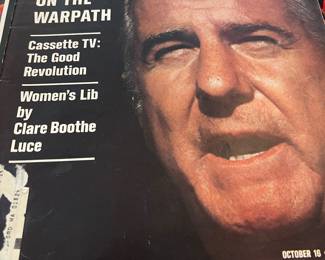 ON THE
WARPATH
Cassette TV:
The Good
Revolution
Women's Lib
by
Clare Boothe
Luce
OCTOBER 16